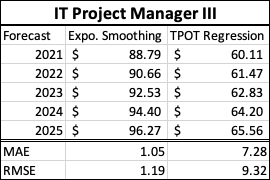 IT Project Manager III
Forecast Expo. Smoothing TPOT Regression
2021 $ 88.79 $ 60.11
2022 $ 90.66 $ 61.47
2023 $ 92.53 $ 62.83
2024 $ 94.40 $ 64.20
2025 $ 96.27 $ 65.56
MAE 1.05 7.28
RMSE 1.19 9.32